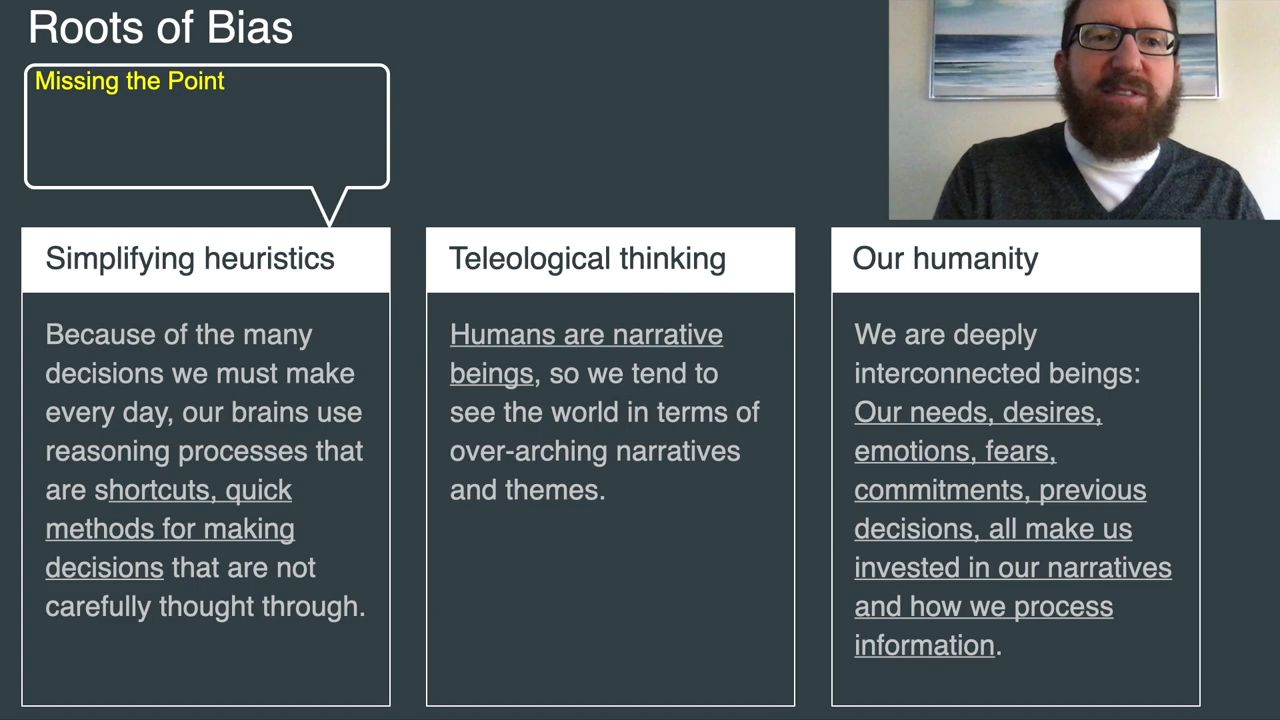 Roots of Bias
Missing the Point
Simplifying heuristics
Because of the many
decisions we must make
every day, our brains use
reasoning processes that
are shortcuts, quick
methods for making
decisions that are not
carefully thought through.
Teleological thinking
Humans are narrative
beings, so we tend to
see the world in terms of
over-arching narratives
and themes.
Our humanity
We are deeply
interconnected beings:
Our needs, desires,
emotions, fears,
commitments, previous
decisions, all make us
invested in our narratives
and how we process
information.